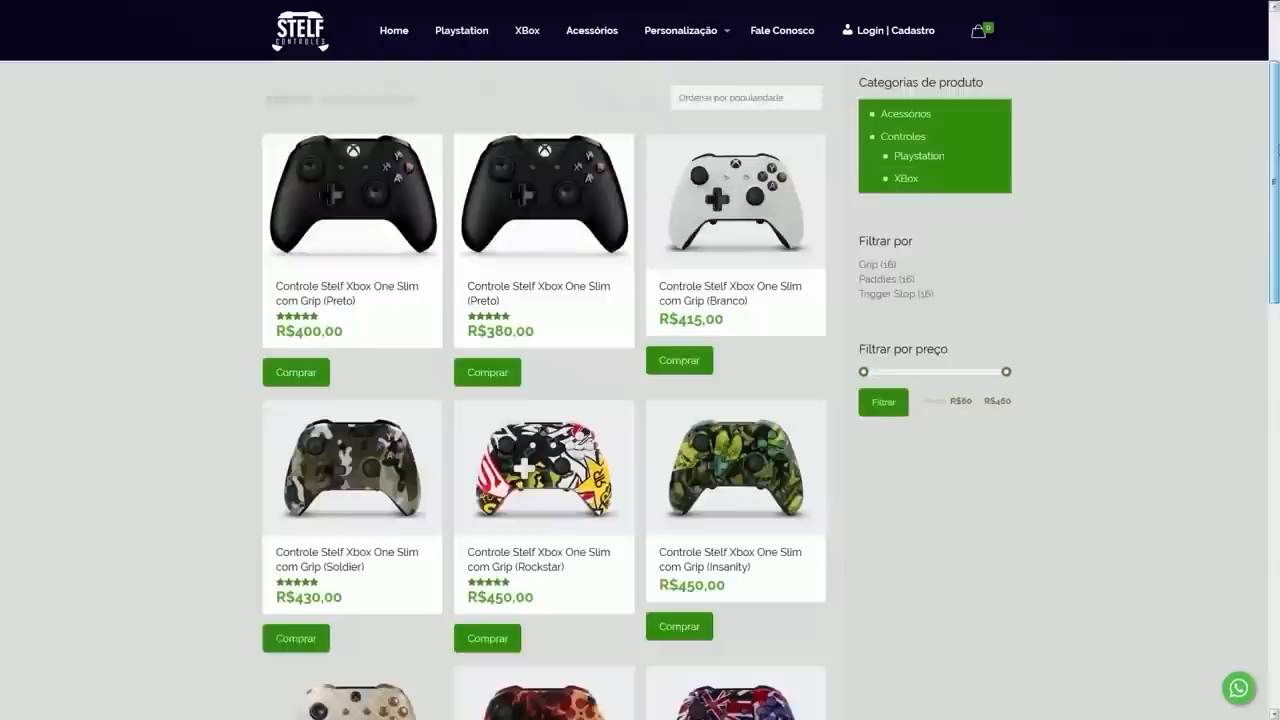 STELF
CONTROLES
Home
Playstation
XBox
Acessórios
Personalização
Fale Conosco
Login | Cadastro
0
Ordenar por popularidade
Categorias de produto
Acessórios
Controles
Playstation
XBox
Filtrar por
Grip (16)
Paddles (16)
Trigger Stop (16)
Filtrar por preço
Filtrar
R$60
R$460
Controle Stelf Xbox One Slim
com Grip (Preto)
R$400,00
Comprar
Controle Stelf Xbox One Slim
(Preto)
R$380,00
Comprar
Controle Stelf Xbox One Slim
com Grip (Branco)
R$415,00
Comprar
Controle Stelf Xbox One Slim
com Grip (Soldier)
R$430,00
Comprar
Controle Stelf Xbox One Slim
com Grip (Rockstar)
R$450,00
Comprar
Controle Stelf Xbox One Slim
com Grip (Insanity)
R$450,00
Comprar